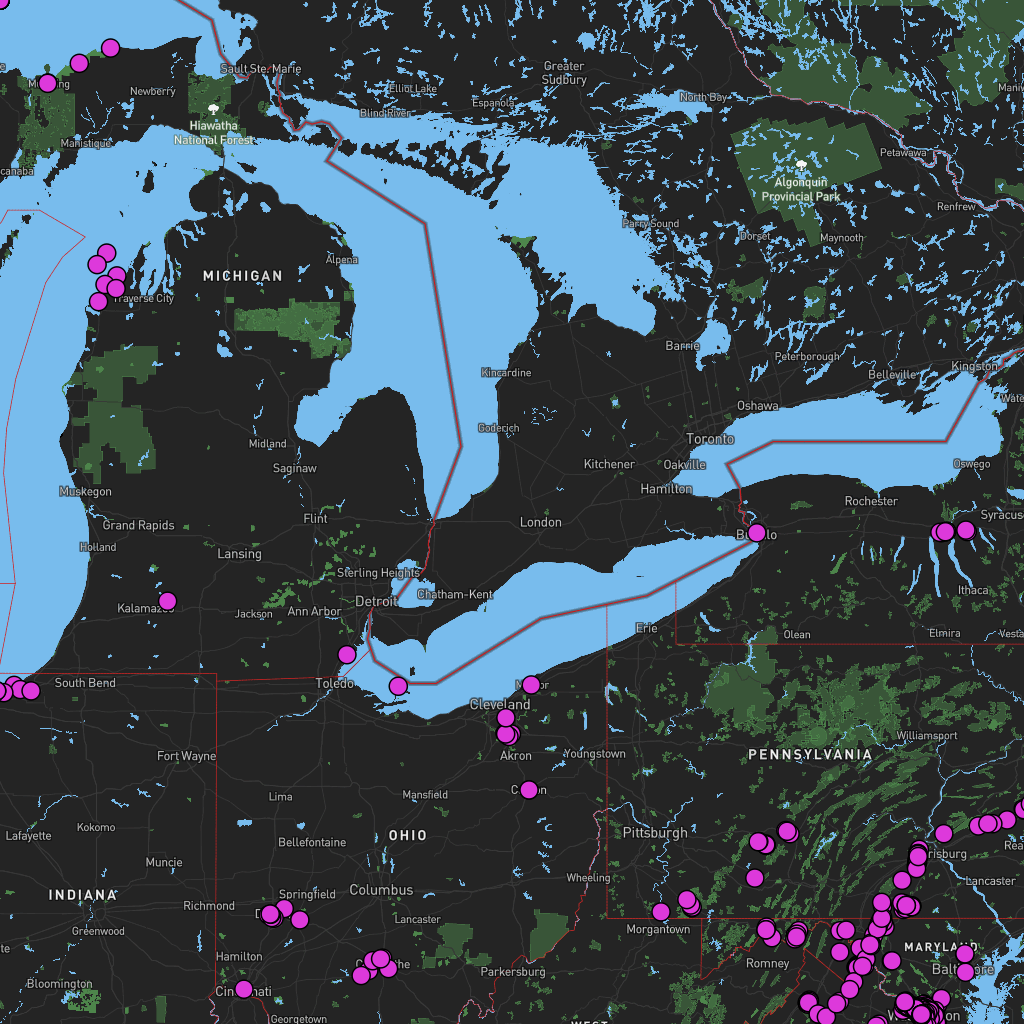 Sault Ste. Marie
Greater
Sudbury
Elliot Lake
Espanola
North Bay
Newberry
Blind River
Hiawatha
National Forest
Manistique
Petawawa
Algonquin
Provincial Park
Renfrew
Parry Sound
Dorset
Maynooth
Alpena
MICHIGAN
Traverse City
Barrie
Peterborough
Kingston
Belleville
Kincardine
Oshawa
Goderich
Toronto
Midland
Saginaw
Kitchener
Oakville
Oswego
Hamilton
Muskegon
Rochester
Grand Rapids
Flint
London
Syracuse
Holland
Lansing
Sterling Heights
Detroit
Chatham-Kent
Ithaca
Jackson
Ann Arbor
Erie
Olean
Elmira
South Bend
Toledo
Cleveland
Williamsport
Fort Wayne
Akron
Youngstown
PENNSYLVANIA
Lima
Mansfield
Kokomo
Lafayette
OHIO
Pittsburgh
Bellefontaine
Muncie
Wheeling
Lancaster
INDIANA
Springfield
Columbus
Richmond
Lancaster
Greenwood
Morgantown
MARYLAND
Hamilton
Romney
Parkersburg
Bloomington
Georgetown
WEST